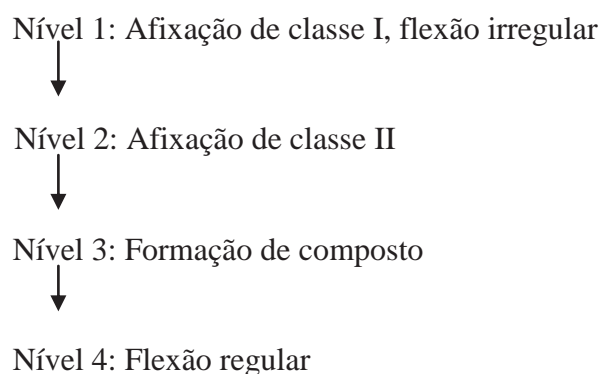 Nível 1: Afixação de classe I, flexão irregular
Nível 2: Afixação de classe II
Nível 3: Formação de composto
Nível 4: Flexão regular